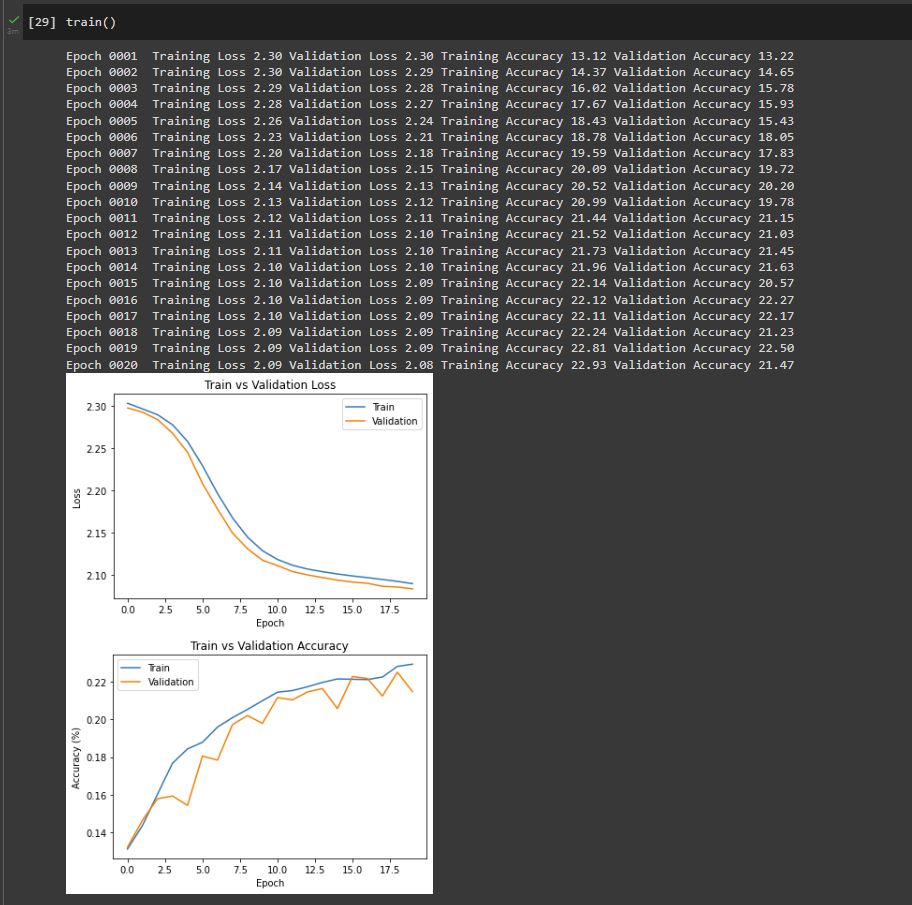 [29] train()
3m
Epoch 0001  Training Loss 2.30 Validation Loss 2.30 Training Accuracy 13.12 Validation Accuracy 13.22
Epoch 0002  Training Loss 2.30 Validation Loss 2.29 Training Accuracy 14.37 Validation Accuracy 14.65
Epoch 0003  Training Loss 2.29 Validation Loss 2.28 Training Accuracy 16.02 Validation Accuracy 15.78
Epoch 0004  Training Loss 2.28 Validation Loss 2.27 Training Accuracy 17.67 Validation Accuracy 15.93
Epoch 0005  Training Loss 2.26 Validation Loss 2.24 Training Accuracy 18.43 Validation Accuracy 15.43
Epoch 0006  Training Loss 2.23 Validation Loss 2.21 Training Accuracy 18.78 Validation Accuracy 18.05
Epoch 0007  Training Loss 2.20 Validation Loss 2.18 Training Accuracy 19.59 Validation Accuracy 17.83
Epoch 0008  Training Loss 2.17 Validation Loss 2.15 Training Accuracy 20.09 Validation Accuracy 19.72
Epoch 0009  Training Loss 2.14 Validation Loss 2.13 Training Accuracy 20.52 Validation Accuracy 20.20
Epoch 0010  Training Loss 2.13 Validation Loss 2.12 Training Accuracy 20.99 Validation Accuracy 19.78
Epoch 0011  Training Loss 2.12 Validation Loss 2.11 Training Accuracy 21.44 Validation Accuracy 21.15
Epoch 0012  Training Loss 2.11 Validation Loss 2.10 Training Accuracy 21.52 Validation Accuracy 21.03
Epoch 0013  Training Loss 2.11 Validation Loss 2.10 Training Accuracy 21.73 Validation Accuracy 21.45
Epoch 0014  Training Loss 2.10 Validation Loss 2.10 Training Accuracy 21.96 Validation Accuracy 21.63
Epoch 0015  Training Loss 2.10 Validation Loss 2.09 Training Accuracy 22.14 Validation Accuracy 20.57
Epoch 0016  Training Loss 2.10 Validation Loss 2.09 Training Accuracy 22.12 Validation Accuracy 22.27
Epoch 0017  Training Loss 2.10 Validation Loss 2.09 Training Accuracy 22.11 Validation Accuracy 22.17
Epoch 0018  Training Loss 2.09 Validation Loss 2.09 Training Accuracy 22.24 Validation Accuracy 21.23
Epoch 0019  Training Loss 2.09 Validation Loss 2.09 Training Accuracy 22.81 Validation Accuracy 22.50
Epoch 0020  Training Loss 2.09 Validation Loss 2.08 Training Accuracy 22.93 Validation Accuracy 21.47
Train vs Validation Loss
Train
Validation
2.30
2.25
2.20
2.15
2.10
Loss
0.0 2.5 5.0 7.5 10.0 12.5 15.0 17.5
Epoch
Train vs Validation Accuracy
Train
Validation
0.22
0.20
0.18
0.16
0.14
Accuracy (%)
0.0 2.5 5.0 7.5 10.0 12.5 15.0 17.5
Epoch